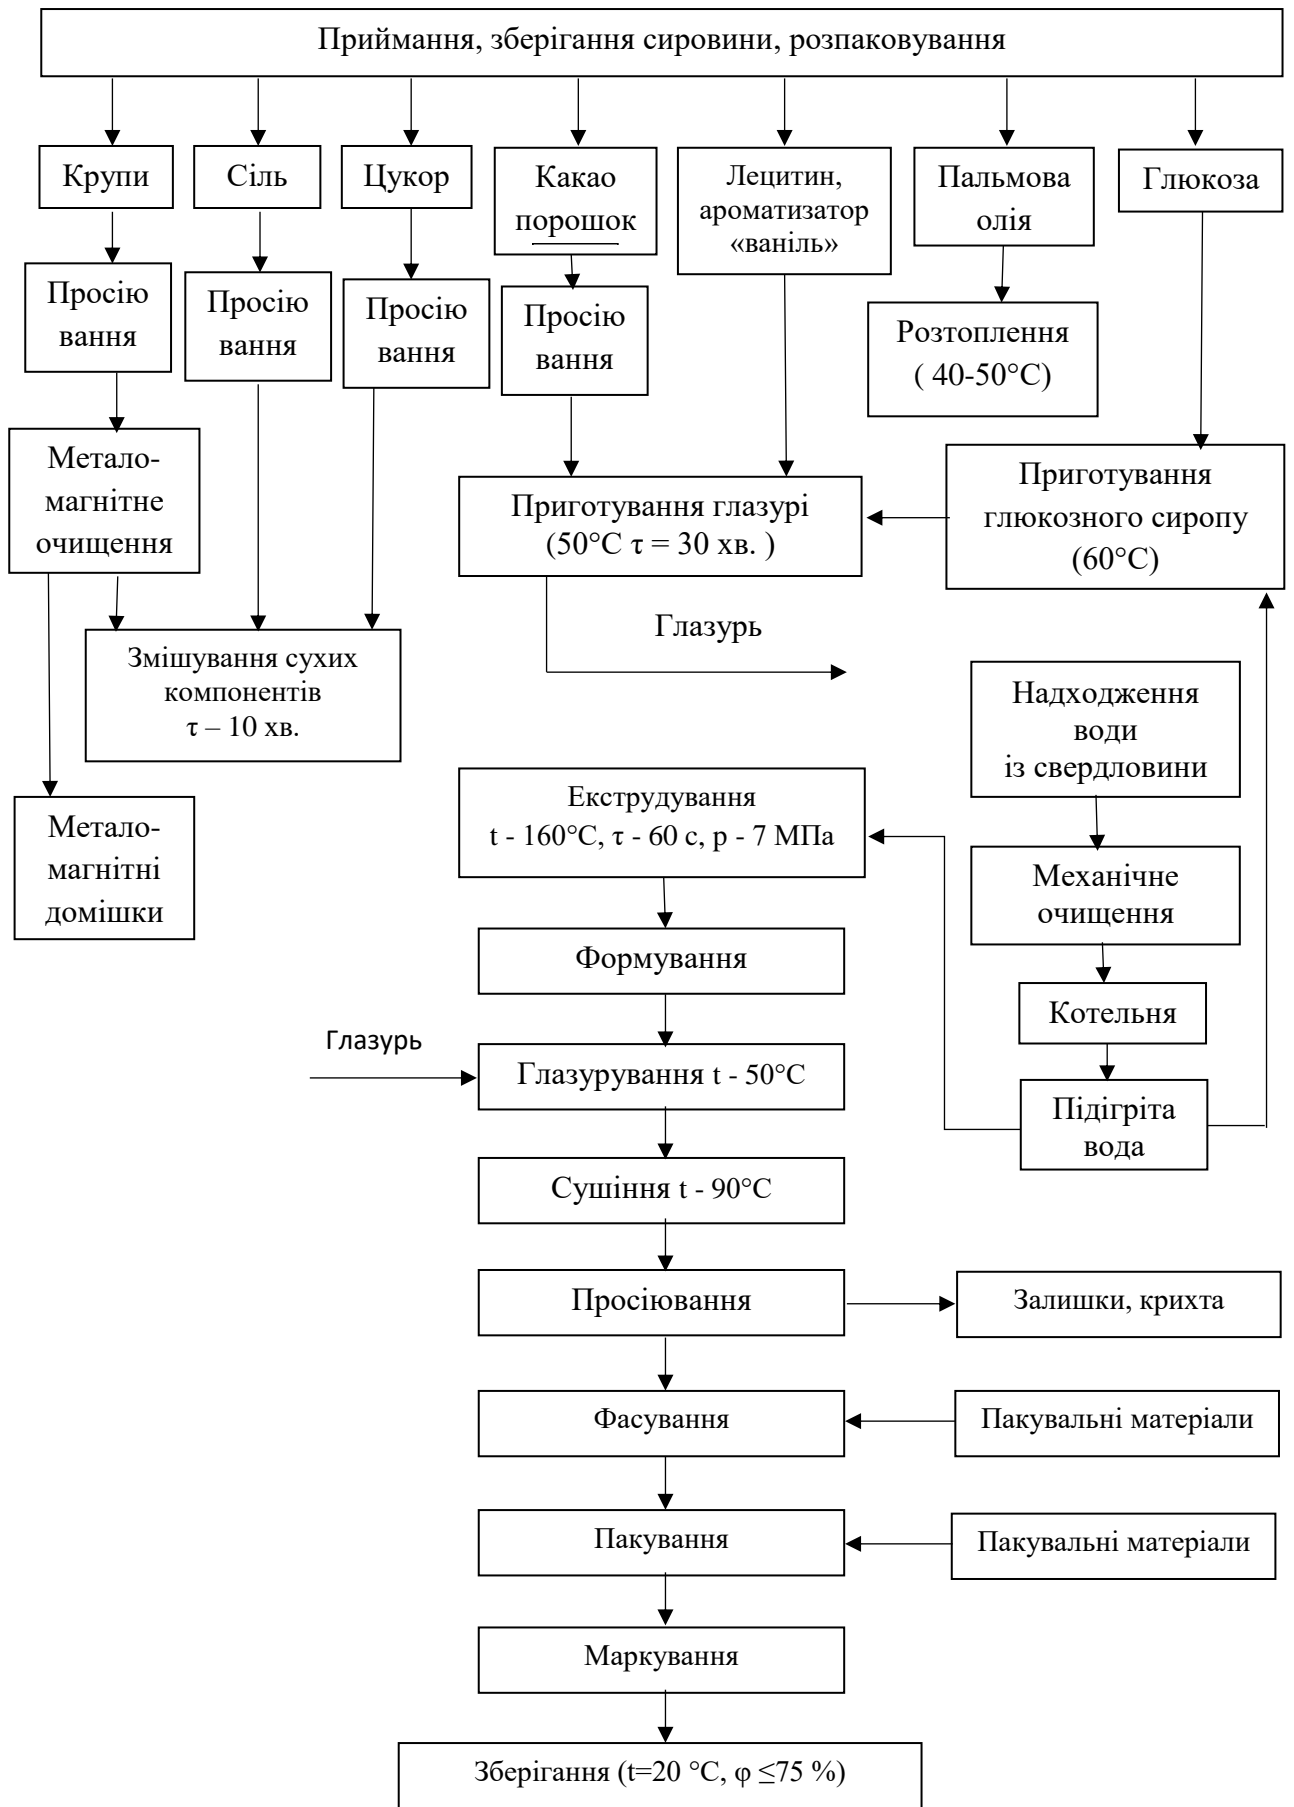 Приймання, зберігання сировини, розпаковування
Крупи
Сіль
Цукор
Какао
порошок
Лецитин,
ароматизатор
«ваніль»
Пальмова
олія
Глюкоза
Просію
вання
Просію
вання
Просію
вання
Просію
вання
Розтоплення
( 40-50°C)
Метало-
магнітне
очищення
Приготування глазурі
(50°C τ = 30 хв. )
Приготування
глюкозного сиропу
(60°C)
Глазурь
Змішування сухих
компонентів
τ – 10 хв.
Надходження
води
із свердловини
Метало-
магнітні
домішки
Екструдування
t - 160°C, τ - 60 с, р - 7 МПа
Механічне
очищення
Формування
Котельня
Глазурь
Глазурування t - 50°C
Підігріта
вода
Сушіння t - 90°C
Просіювання
Залишки, крихта
Фасування
Пакувальні матеріали
Пакування
Пакувальні матеріали
Маркування
Зберігання (t=20 °C, φ ≤75 %)